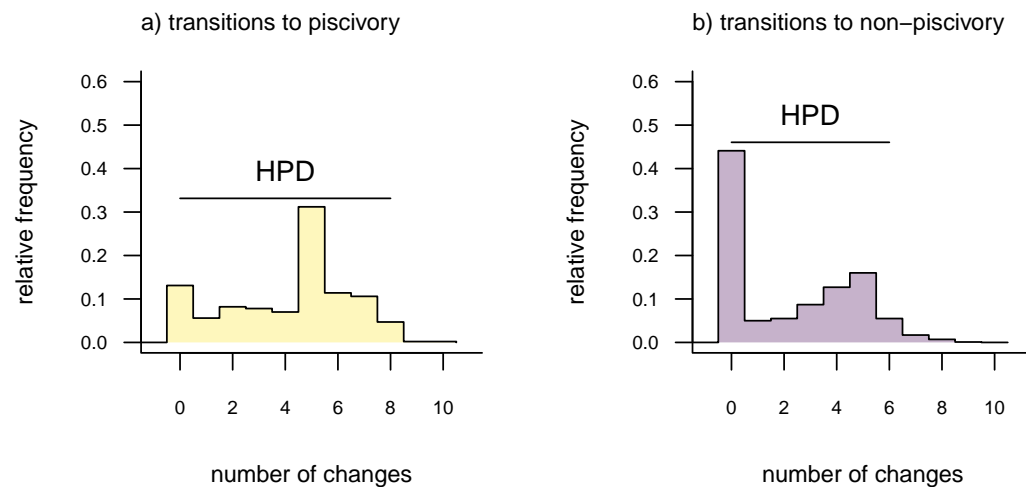 a) transitions to piscivory
relative frequency
0.6
0.5
0.4
0.3
0.2
0.1
0.0
HPD
0 2 4 6 8 10
number of changes
b) transitions to non−piscivory
relative frequency
0.6
0.5
0.4
0.3
0.2
0.1
0.0
HPD
0 2 4 6 8 10
number of changes